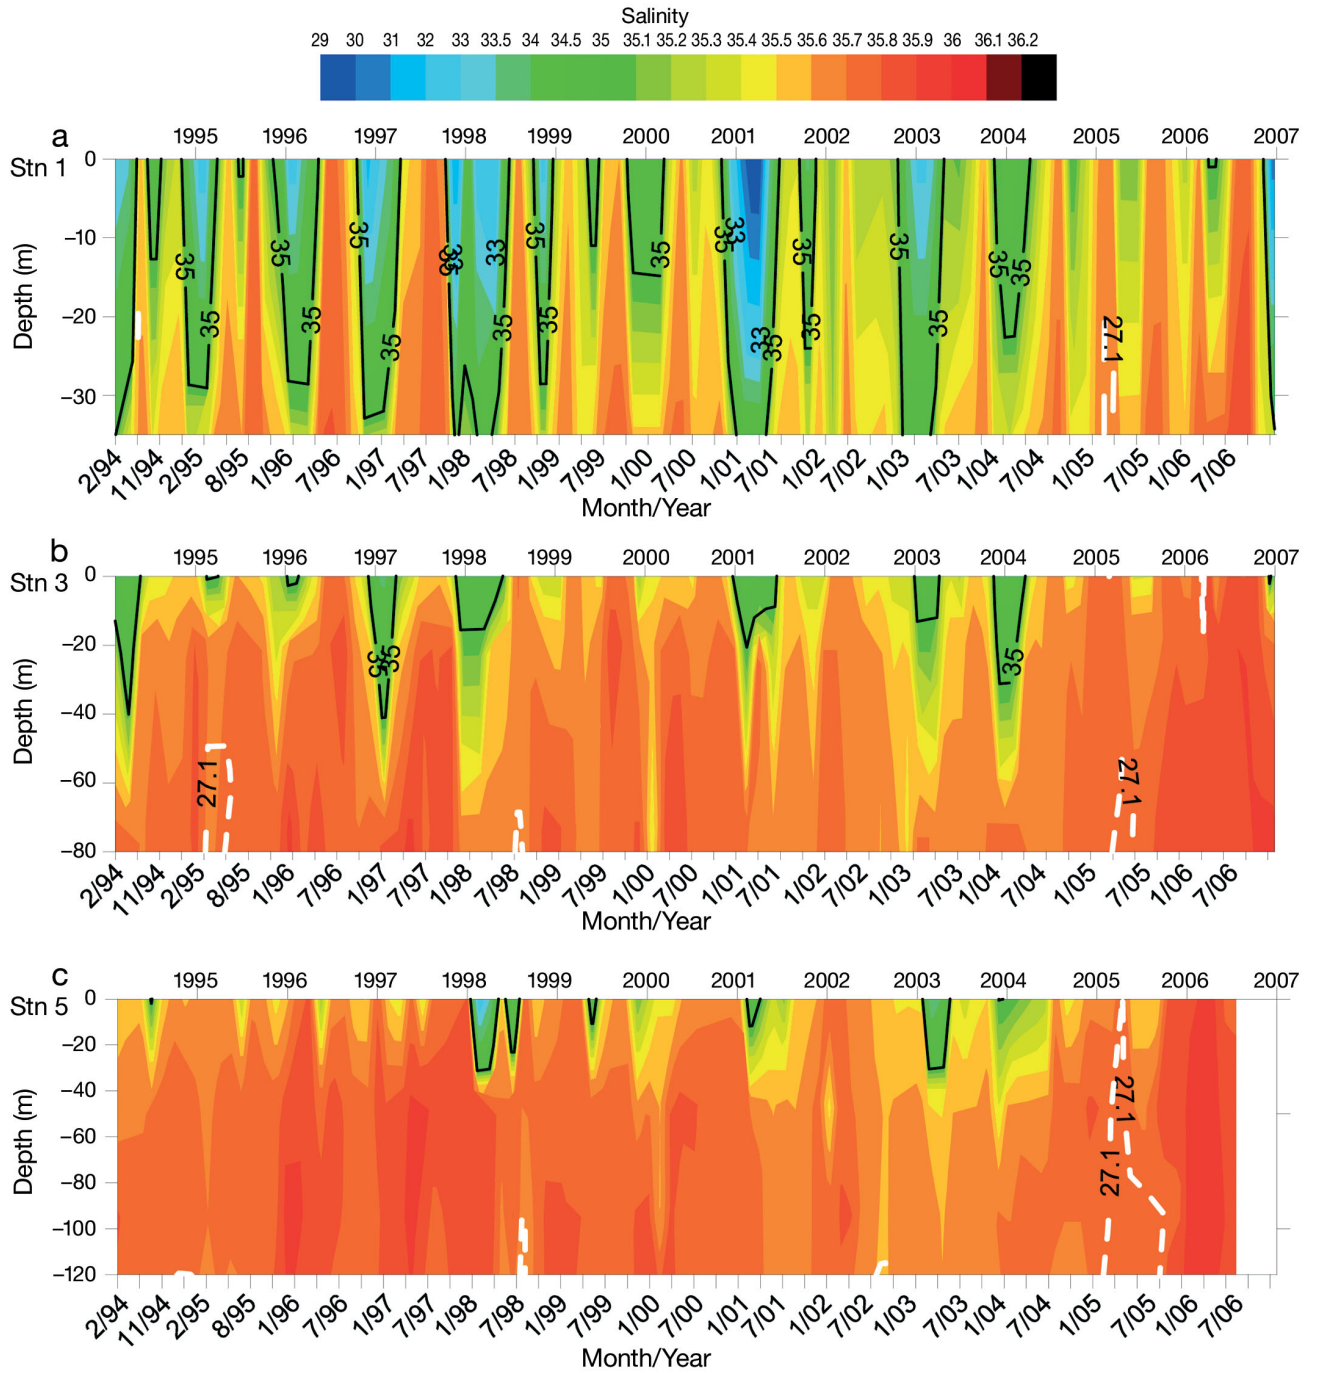 Salinity
29 30 31 32 33 33.5 34 34.5 35 35.1 35.2 35.3 35.4 35.5 35.6 35.7 35.8 35.9 36 36.1 36.2
a
1995 1996 1997 1998 1999 2000 2001 2002 2003 2004 2005 2006 2007
Stn 1
0
−10
−20
−30
Depth (m)
35 35 35 35 35 35 33 33 33 35 35 35 35 35 33 33 35 35 35 35 35 35 35 27.1
2/94 11/94 2/95 8/95 1/96 7/96 1/97 7/97 1/98 7/98 1/99 7/99 1/00 7/00 1/01 7/01 1/02 7/02 1/03 7/03 1/04 7/04 1/05 7/05 1/06 7/06
Month/Year
b
1995 1996 1997 1998 1999 2000 2001 2002 2003 2004 2005 2006 2007
Stn 3
0
−20
−40
−60
−80
Depth (m)
27.1 35 35 35 27.1
2/94 11/94 2/95 8/95 1/96 7/96 1/97 7/97 1/98 7/98 1/99 7/99 1/00 7/00 1/01 7/01 1/02 7/02 1/03 7/03 1/04 7/04 1/05 7/05 1/06 7/06
Month/Year
c
1995 1996 1997 1998 1999 2000 2001 2002 2003 2004 2005 2006 2007
Stn 5
0
−20
−40
−60
−80
−100
−120
Depth (m)
27.1 27.1
2/94 11/94 2/95 8/95 1/96 7/96 1/97 7/97 1/98 7/98 1/99 7/99 1/00 7/00 1/01 7/01 1/02 7/02 1/03 7/03 1/04 7/04 1/05 7/05 1/06 7/06
Month/Year